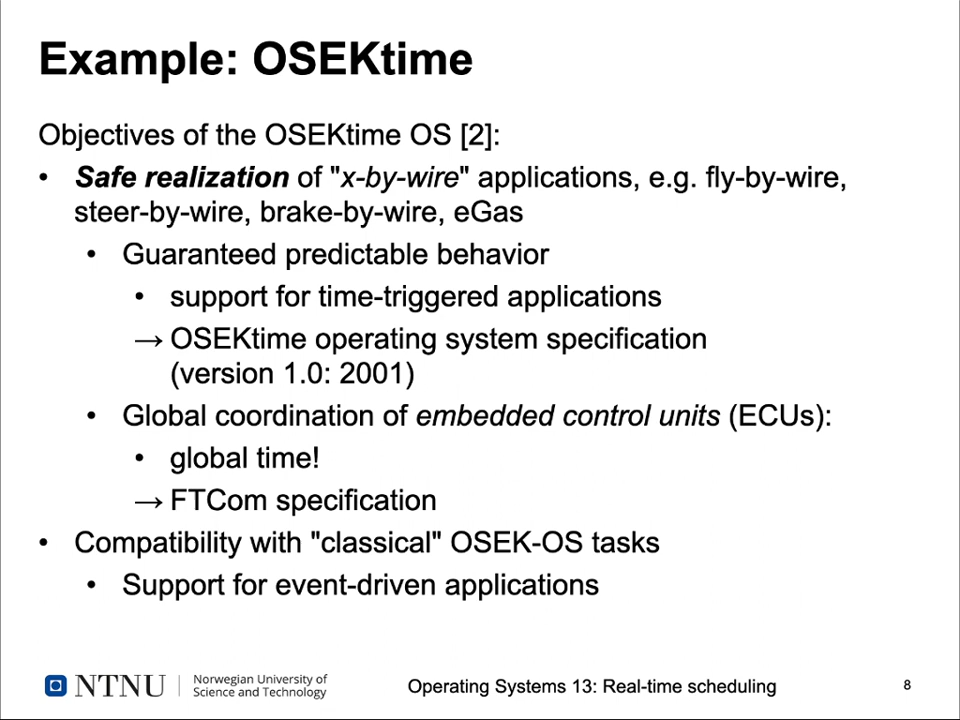 Example: OSEKtime
Objectives of the OSEKtime OS [2]:
• Safe realization of "x-by-wire" applications, e.g. fly-by-wire,
steer-by-wire, brake-by-wire, eGas
• Guaranteed predictable behavior
• support for time-triggered applications
→ OSEKtime operating system specification
(version 1.0: 2001)
• Global coordination of embedded control units (ECUs):
• global time!
→ FTCom specification
• Compatibility with "classical" OSEK-OS tasks
• Support for event-driven applications
NTNU
Norwegian University of
Science and Technology
Operating Systems 13: Real-time scheduling
8